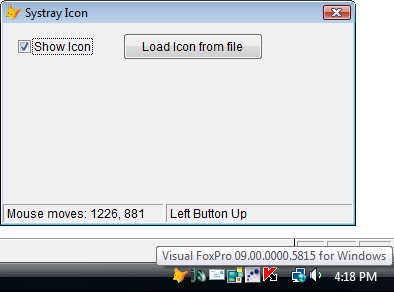 Systray Icon
Show Icon
Load Icon from file
Mouse moves: 1226, 881
Left Button Up
Visual FoxPro 09.00.0000.5815 for Windows
4:18 PM